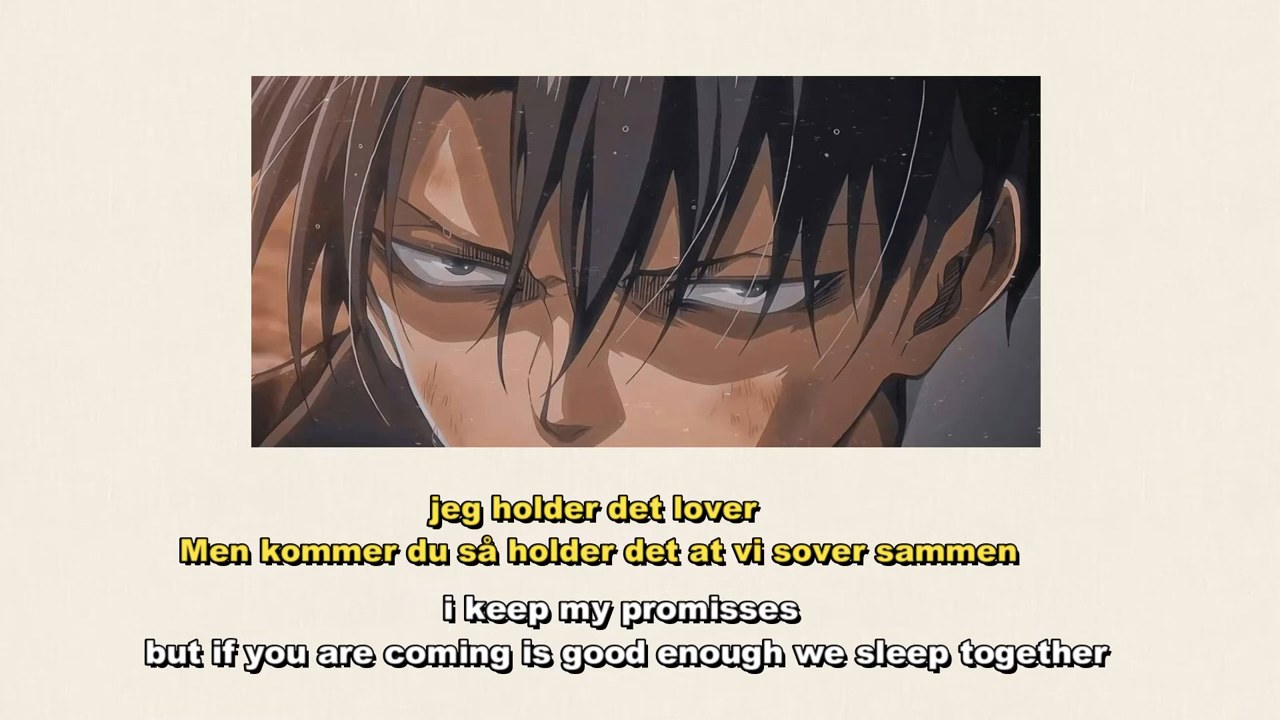 jeg holder det lover
Men kommer du så holder det at vi sover sammen
i keep my promisses
but if you are coming is good enough we sleep together